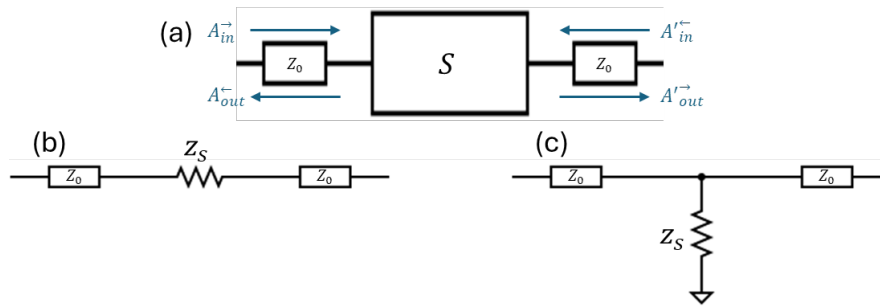 (a) A→in A'←in
Z0 S Z0
A←out A'→out
(b) (c)
ZS
Z0 Z0 Z0 Z0
ZS